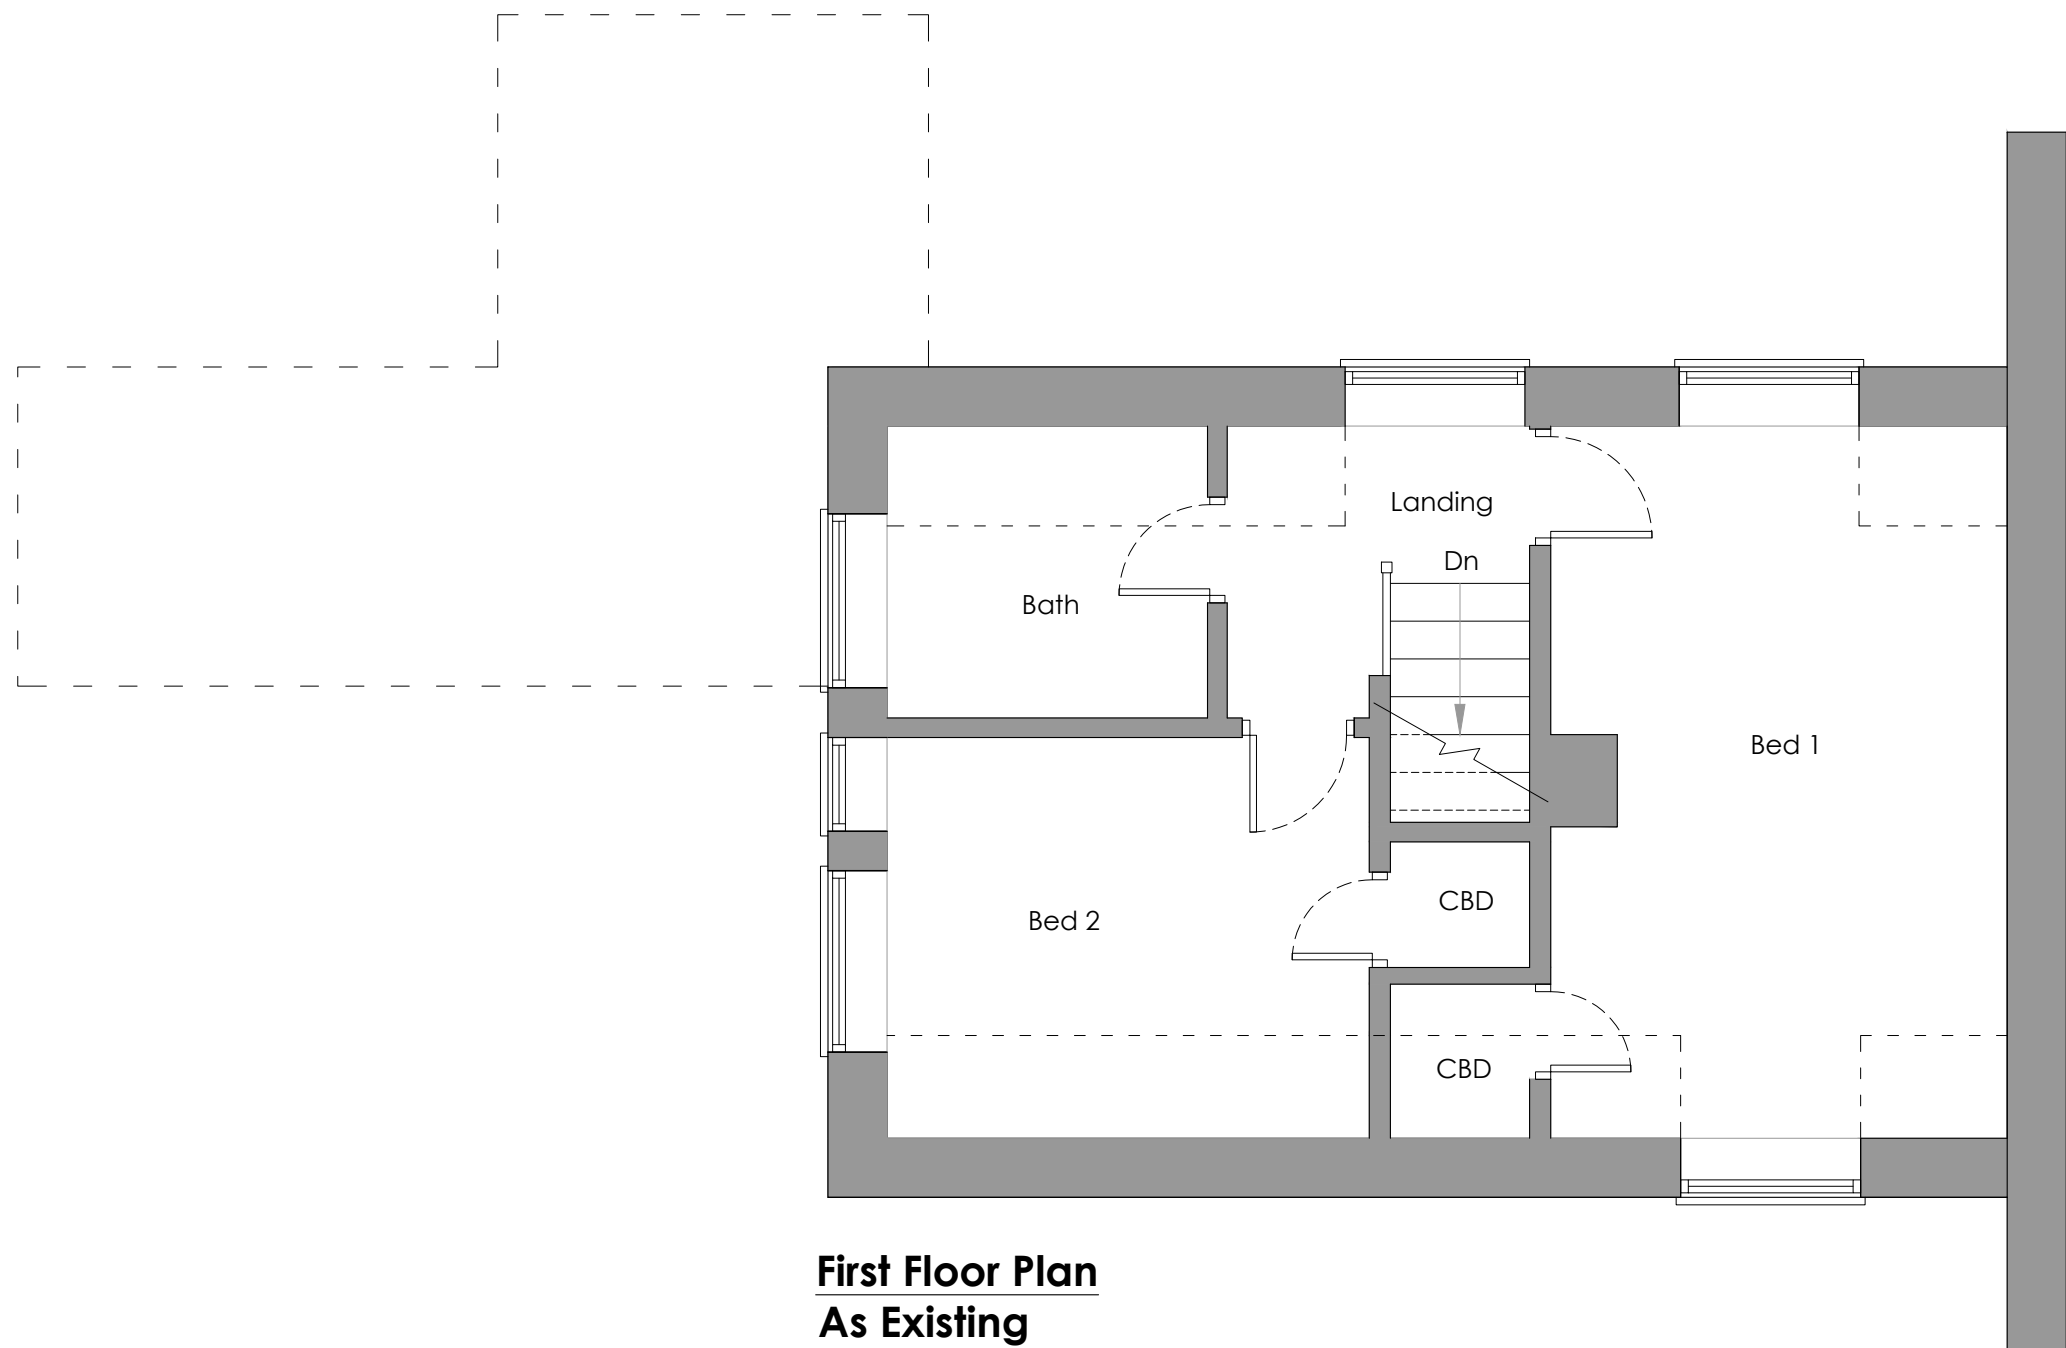 Landing
Dn
Bath
Bed 1
CBD
Bed 2
CBD
First Floor Plan
As Existing